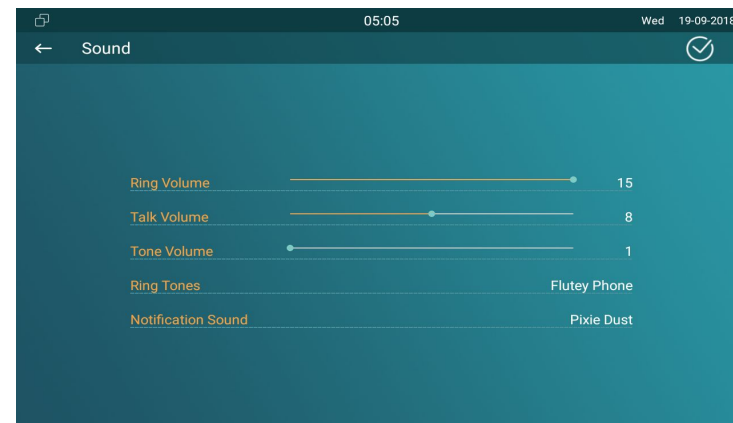 05:05 Wed 19-09-2018
Sound
Ring Volume 15
Talk Volume 8
Tone Volume 1
Ring Tones Flutey Phone
Notification Sound Pixie Dust